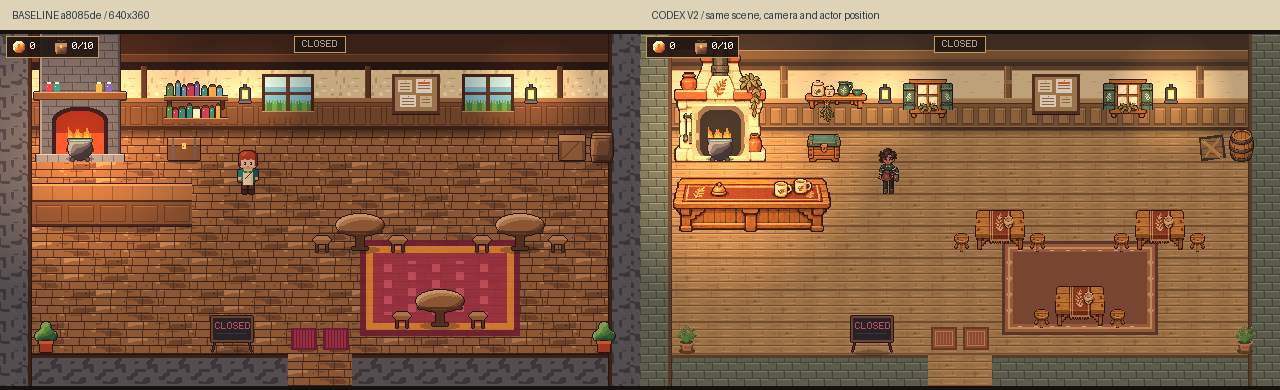 BASELINE a8085de / 640x360
CODEX V2 / same scene, camera and actor position
0
0/10
CLOSED
0
0/10
CLOSED
CLOSED
CLOSED